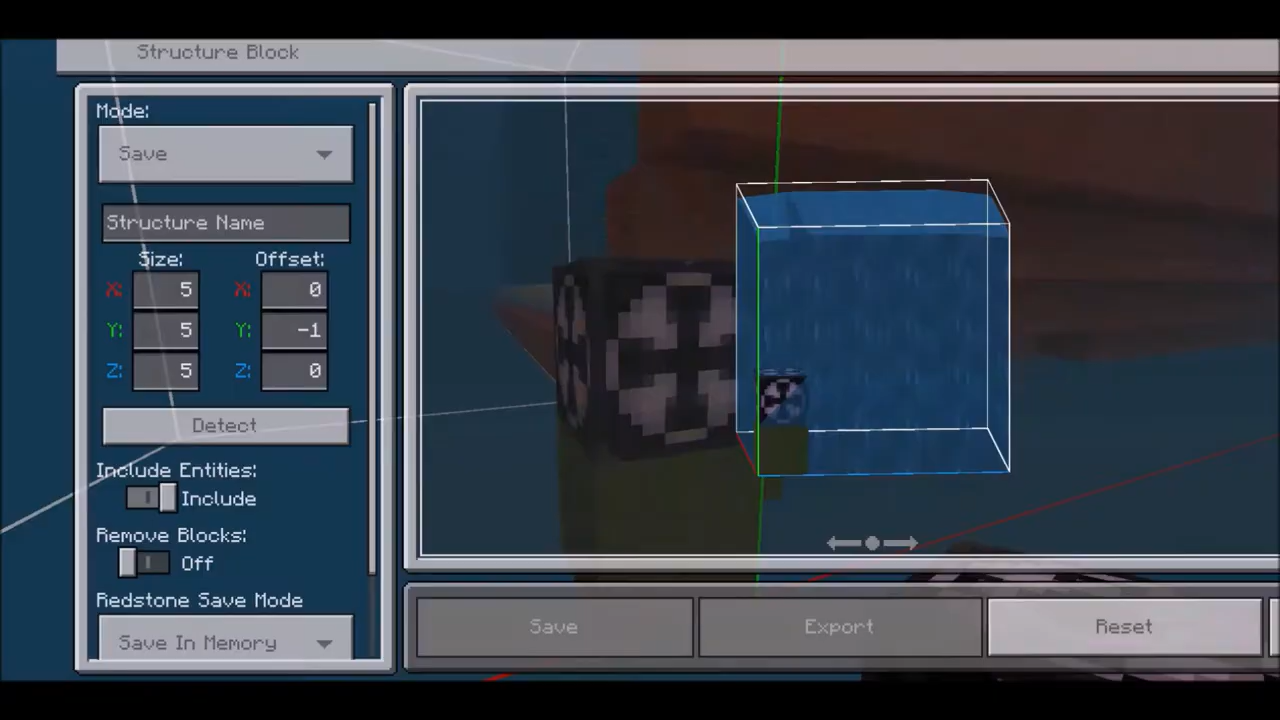 Structure Block
Mode:
Save
Structure Name
Size: Offset:
X: 5 X: 0
Y: 5 Y: -1
Z: 5 Z: 0
Detect
Include Entities:
Include
Remove Blocks:
Off
Redstone Save Mode
Save In Memory
Save Export Reset